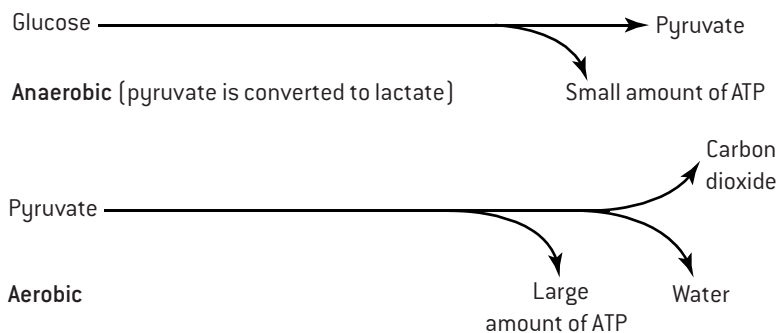 Glucose Pyruvate
Anaerobic (pyruvate is converted to lactate) Small amount of ATP
Carbon
dioxide
Pyruvate
Aerobic Large Water
amount of ATP